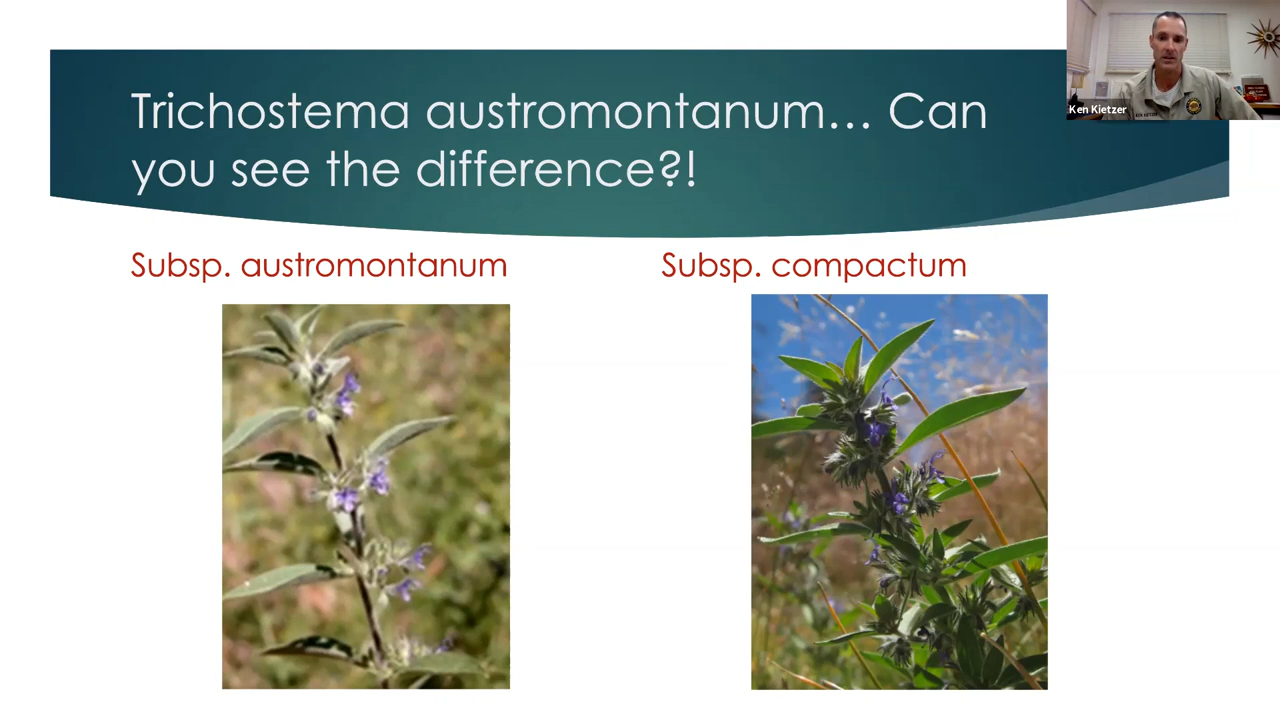 Trichostema austromontanum... Can
you see the difference?!
Ken Kietzer
Subsp. austromontanum
Subsp. compactum